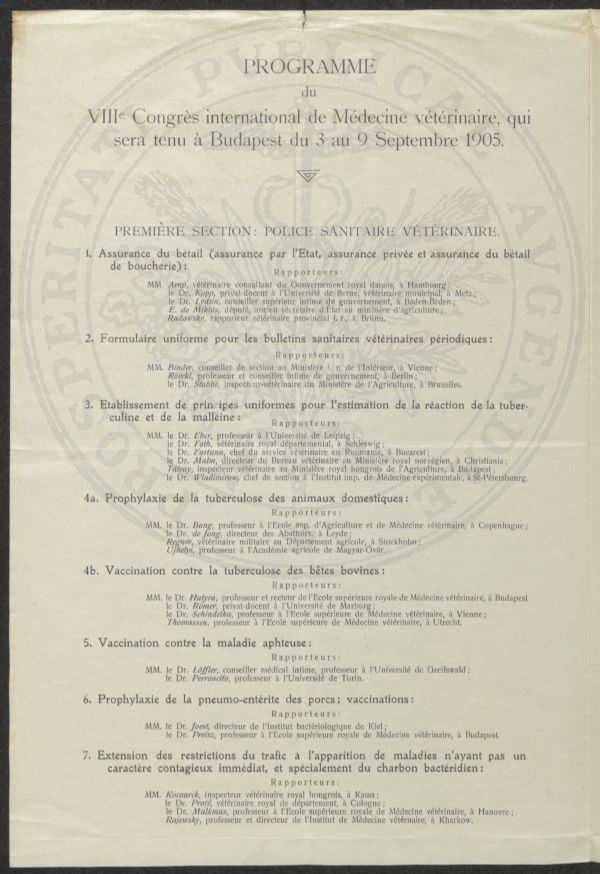 PROGRAMME
du
VIIIe Congrès international de Médecine vétérinaire, qui
sera tenu à Budapest du 3 au 9 Septembre 1905.
PREMIÈRE SECTION: POLICE SANITAIRE VÉTÉRINAIRE.
1. Assurance du bétail (assurance par l'Etat, assurance privée et assurance du bétail
de boucherie):
Rapporteurs:
MM. Arup, vétérinaire consultant du Gouvernement royal danois, à Hambourg;
le Dr. Kopp, privat-docent à l'Université de Berne, vétérinaire municipal, à Metz;
le Dr. Lydtin, conseiller supérieur intime de gouvernement, à Baden-Baden;
E. de Miklós, député, ancien secrétaire d'Etat au ministère d'agriculture;
Rudowsky, rapporteur vétérinaire provincial i. r., à Brünn.
2. Formulaire uniforme pour les bulletins sanitaires vétérinaires périodiques:
Rapporteurs:
MM. Binder, conseiller de section au Ministère i. r. de l'Intérieur, à Vienne;
Roeckl, professeur et conseiller intime de gouvernement, à Berlin;
le Dr. Stubbe, inspecteur-vétérinaire du Ministère de l'Agriculture, à Bruxelles.
3. Etablissement de prin ipes uniformes pour l'estimation de la réaction de la tuber-
culine et de la malléine:
Rapporteurs:
MM. le Dr. Eber, professeur à l'Université de Leipzig;
le Dr. Foth, vétérinaire royal départemental, à Schleswig;
le Dr. Furtuna, chef du service vétérinaire en Roumanie, à Bucarest;
le Dr. Malm, directeur du Bureau vétérinaire au Ministère royal norvégien, à Christiania;
Tátray, inspecteur vétérinaire au Ministère royal hongrois de l'Agriculture, à Budapest;
le Dr. Wladimirow, chef de section à l'Institut imp. de Médecine expérimentale, à St-Pétersbourg.
4a. Prophylaxie de la tuberculose des animaux domestiques:
Rapporteurs:
MM. le Dr. Bang, professeur à l'Ecole sup. d'Agriculture et de Médecine vétérinaire, à Copenhague;
le Dr. de Jong, directeur des Abattoirs, à Leyde;
Regnér, vétérinaire militaire au Département agricole, à Stockholm;
Ujhelyi, professeur à l'Académie agricole de Magyar-Óvár.
4b. Vaccination contre la tuberculose des bêtes bovines:
Rapporteurs:
MM. le Dr. Hutyra, professeur et recteur de l'Ecole supérieure royale de Médecine vétérinaire, à Budapest
le Dr. Römer, privat-docent à l'Université de Marburg;
le Dr. Schindelka, professeur à l'Ecole supérieure de Médecine vétérinaire, à Vienne;
Thomassen, professeur à l'Ecole supérieure de Médecine vétérinaire, à Utrecht.
5. Vaccination contre la maladie aphteuse:
Rapporteurs:
MM. le Dr. Löffler, conseiller médical intime, professeur à l'Université de Greifswald;
le Dr. Perroncito, professeur à l'Université de Turin.
6. Prophylaxie de la pneumo-entérite des porcs; vaccinations:
Rapporteurs:
MM. le Dr. Joest, directeur de l'Institut bactériologique de Kiel;
le Dr. Preisz, professeur à l'Ecole supérieure royale de Médecine vétérinaire, à Budapest.
7. Extension des restrictions du trafic à l'apparition de maladies n'ayant pas un
caractère contagieux immédiat, et spécialement du charbon bactéridien:
Rapporteurs:
MM. Kocourek, inspecteur vétérinaire royal hongrois, à Kassa;
le Dr. Profé, vétérinaire royal de département, à Cologne;
le Dr. Malkmus, professeur à l'Ecole supérieure royale de Médecine vétérinaire, à Hanovre;
Rajewsky, professeur et directeur de l'Institut de Médecine vétérnaire, à Kharkow.
PROSPERITATI PUBLICAE AUGENDAE